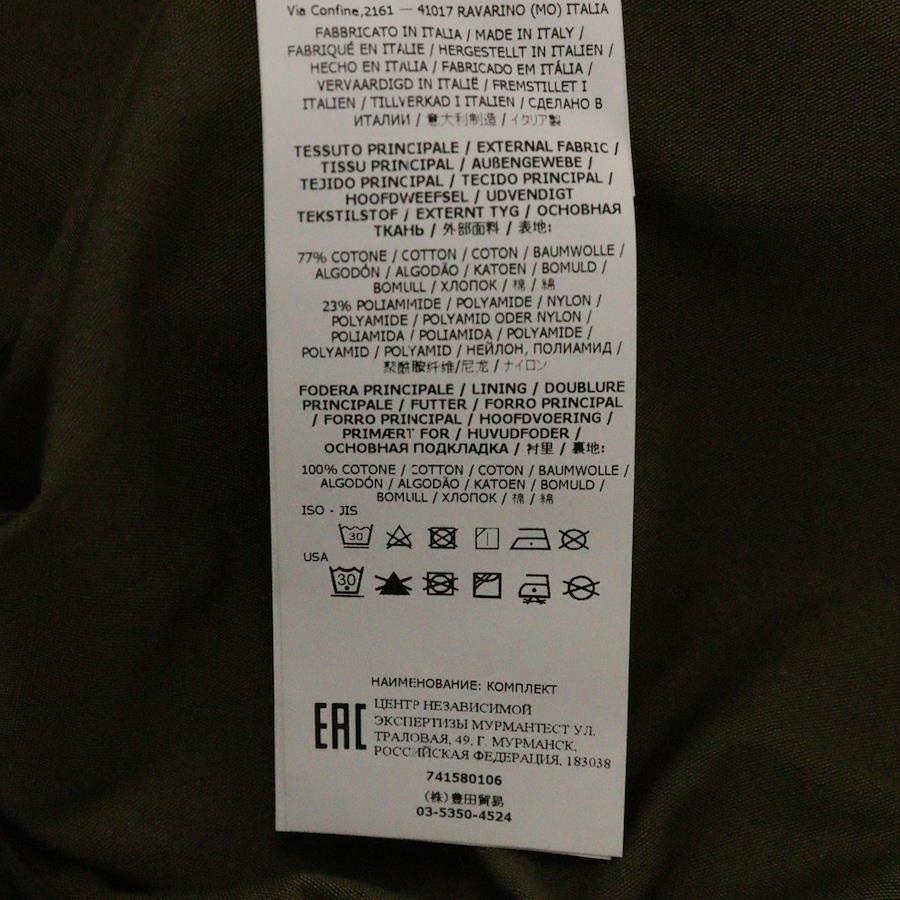 Via Confine,2161 — 41017 RAVARINO (MO) ITALIA
FABBRICATO IN ITALIA / MADE IN ITALY /
FABRIQUÉ EN ITALIE / HERGESTELLT IN ITALIEN /
HECHO EN ITALIA / FABRICADO EM ITÁLIA /
VERVAARDIGD IN ITALIË / FREMSTILLET I
ITALIEN / TILLVERKAD I ITALIEN / СДЕЛАНО В
ИТАЛИИ / 意大利制造 / イタリア製
TESSUTO PRINCIPALE / EXTERNAL FABRIC /
TISSU PRINCIPAL / AUßENGEWEBE /
TEJIDO PRINCIPAL / TECIDO PRINCIPAL /
HOOFDWEEFSEL / UDVENDIGT
TEKSTILSTOF / EXTERNT TYG / ОСНОВНАЯ
ТКАНЬ / 外部面料 / 表地:
77% COTONE / COTTON / COTON / BAUMWOLLE /
ALGODÓN / ALGODÃO / KATOEN / BOMULD /
BOMULL / ХЛОПОК / 棉 / 綿
23% POLIAMMIDE / POLYAMIDE / NYLON /
POLYAMIDE / POLYAMID ODER NYLON /
POLIAMIDA / POLIAMIDA / POLYAMIDE /
POLYAMID / POLYAMID / НЕЙЛОН, ПОЛИАМИД /
聚酰胺纤维/尼龙 / ナイロン
FODERA PRINCIPALE / LINING / DOUBLURE
PRINCIPALE / FUTTER / FORRO PRINCIPAL
/ FORRO PRINCIPAL / HOOFDVOERING /
PRIMÆRT FOR / HUVUDFODER /
ОСНОВНАЯ ПОДКЛАДКА / 衬里 / 裏地:
100% COTONE / COTTON / COTON / BAUMWOLLE /
ALGODÓN / ALGODÃO / KATOEN / BOMULD /
BOMULL / ХЛОПОК / 棉 / 綿
ISO - JIS
30
USA
30
НАИМЕНОВАНИЕ: КОМПЛЕКТ
EAC
ЦЕНТР НЕЗАВИСИМОЙ
ЭКСПЕРТИЗЫ МУРМАНТЕСТ УЛ.
ТРАЛОВАЯ, 49, Г. МУРМАНСК,
РОССИЙСКАЯ ФЕДЕРАЦИЯ, 183038
741580106
(株)豊田貿易
03-5350-4524